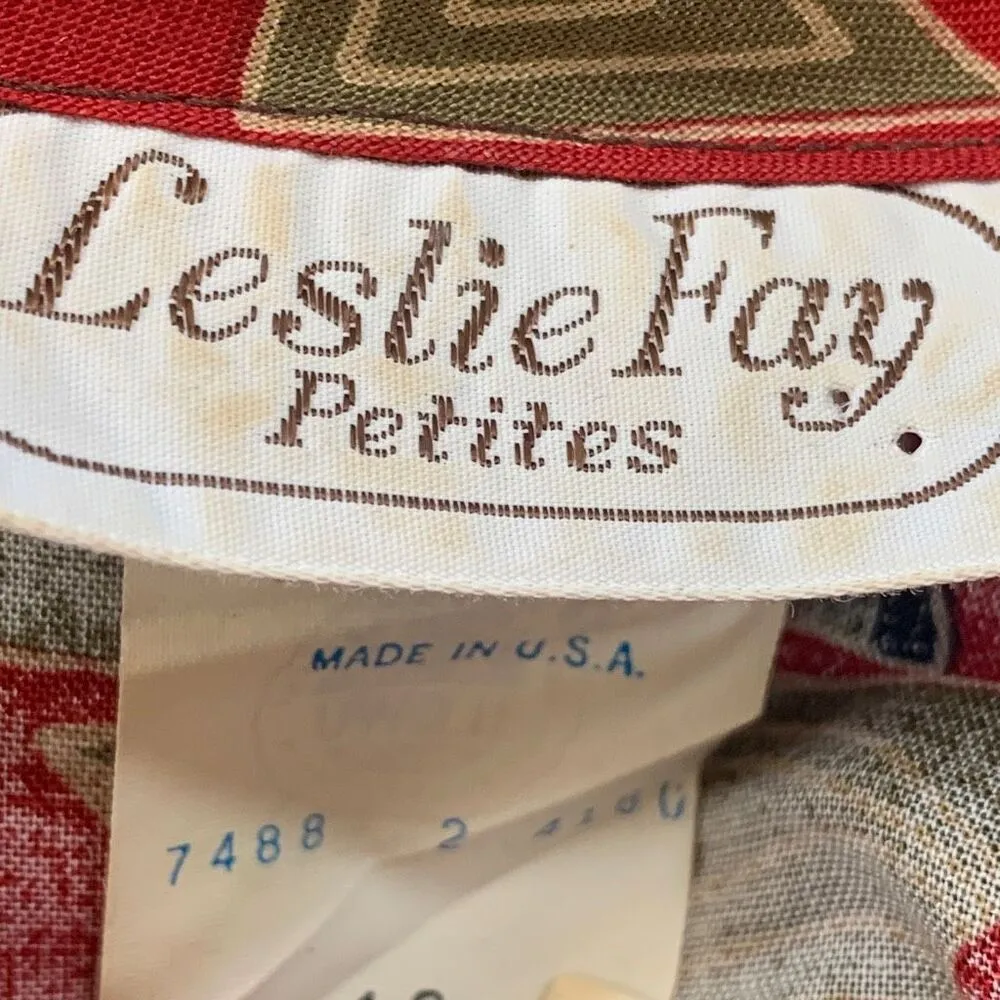 Leslie Fay
Petites
MADE IN U.S.A.
7488 2